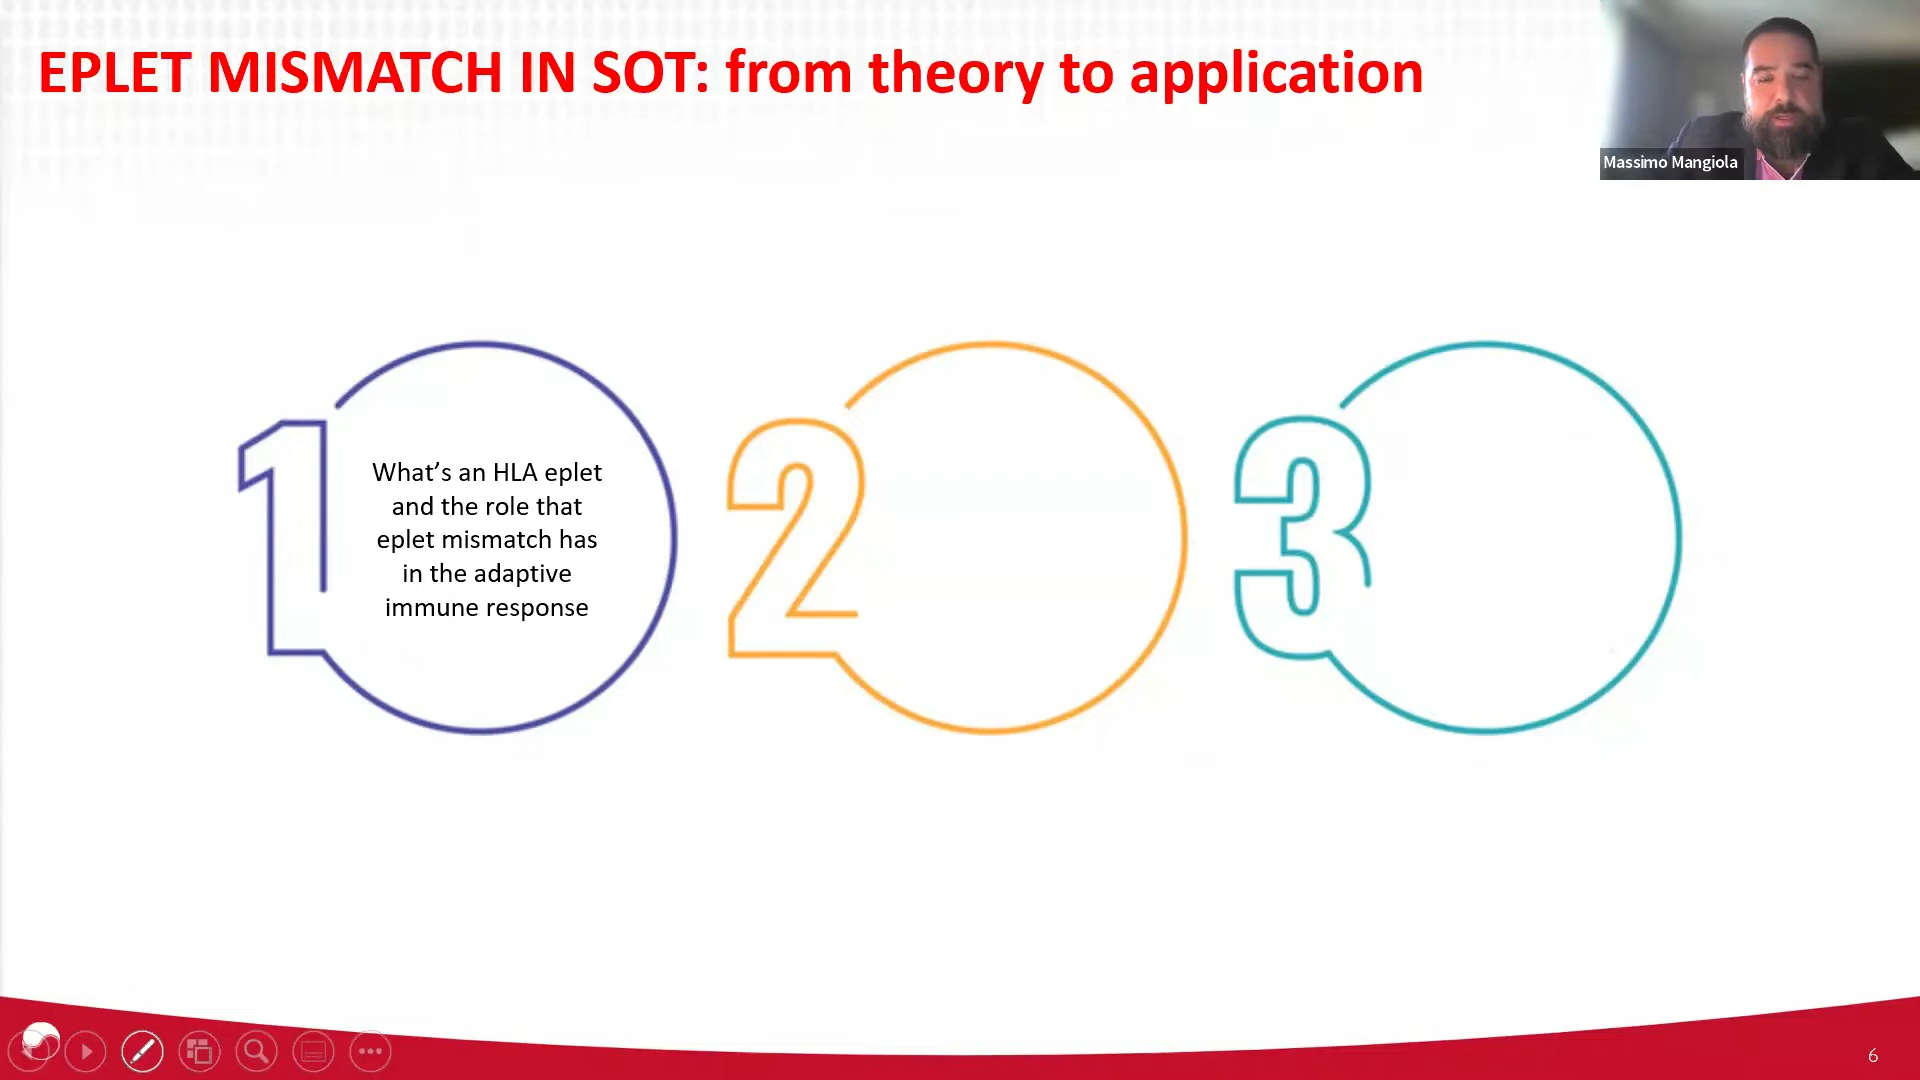 EPLET MISMATCH IN SOT: from theory to application
Massimo Mangiola
1
What’s an HLA eplet
and the role that
eplet mismatch has
in the adaptive
immune response
2
3
6